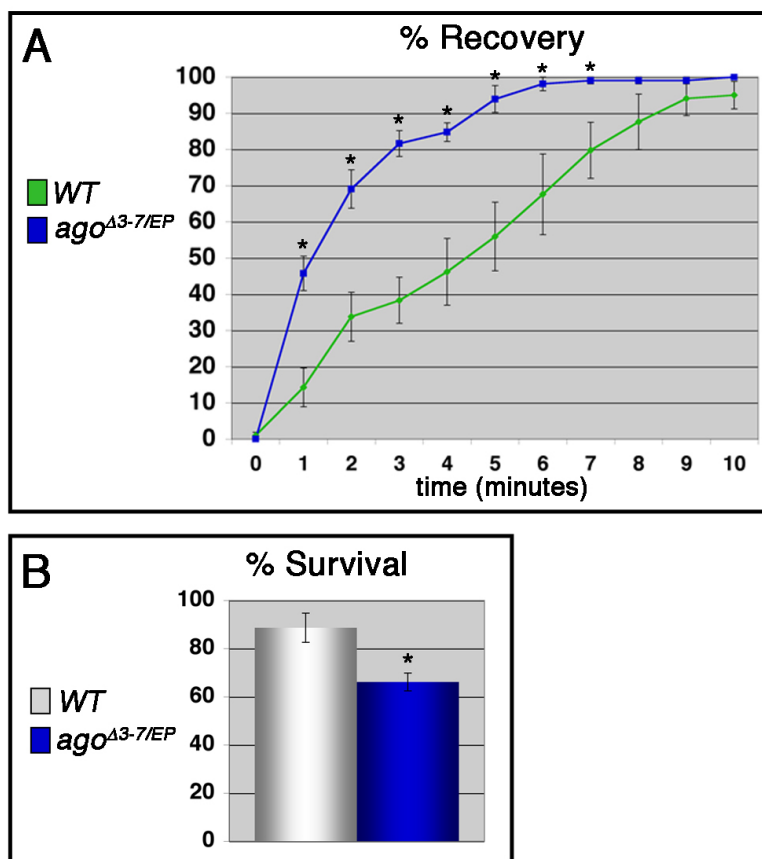 A
% Recovery
100
90
80
70
60
50
40
30
20
10
0
* * * * * * *
WT
ago^Δ3-7/EP
0 1 2 3 4 5 6 7 8 9 10
time (minutes)
B
% Survival
100
80
60
40
20
0
*
WT
ago^Δ3-7/EP